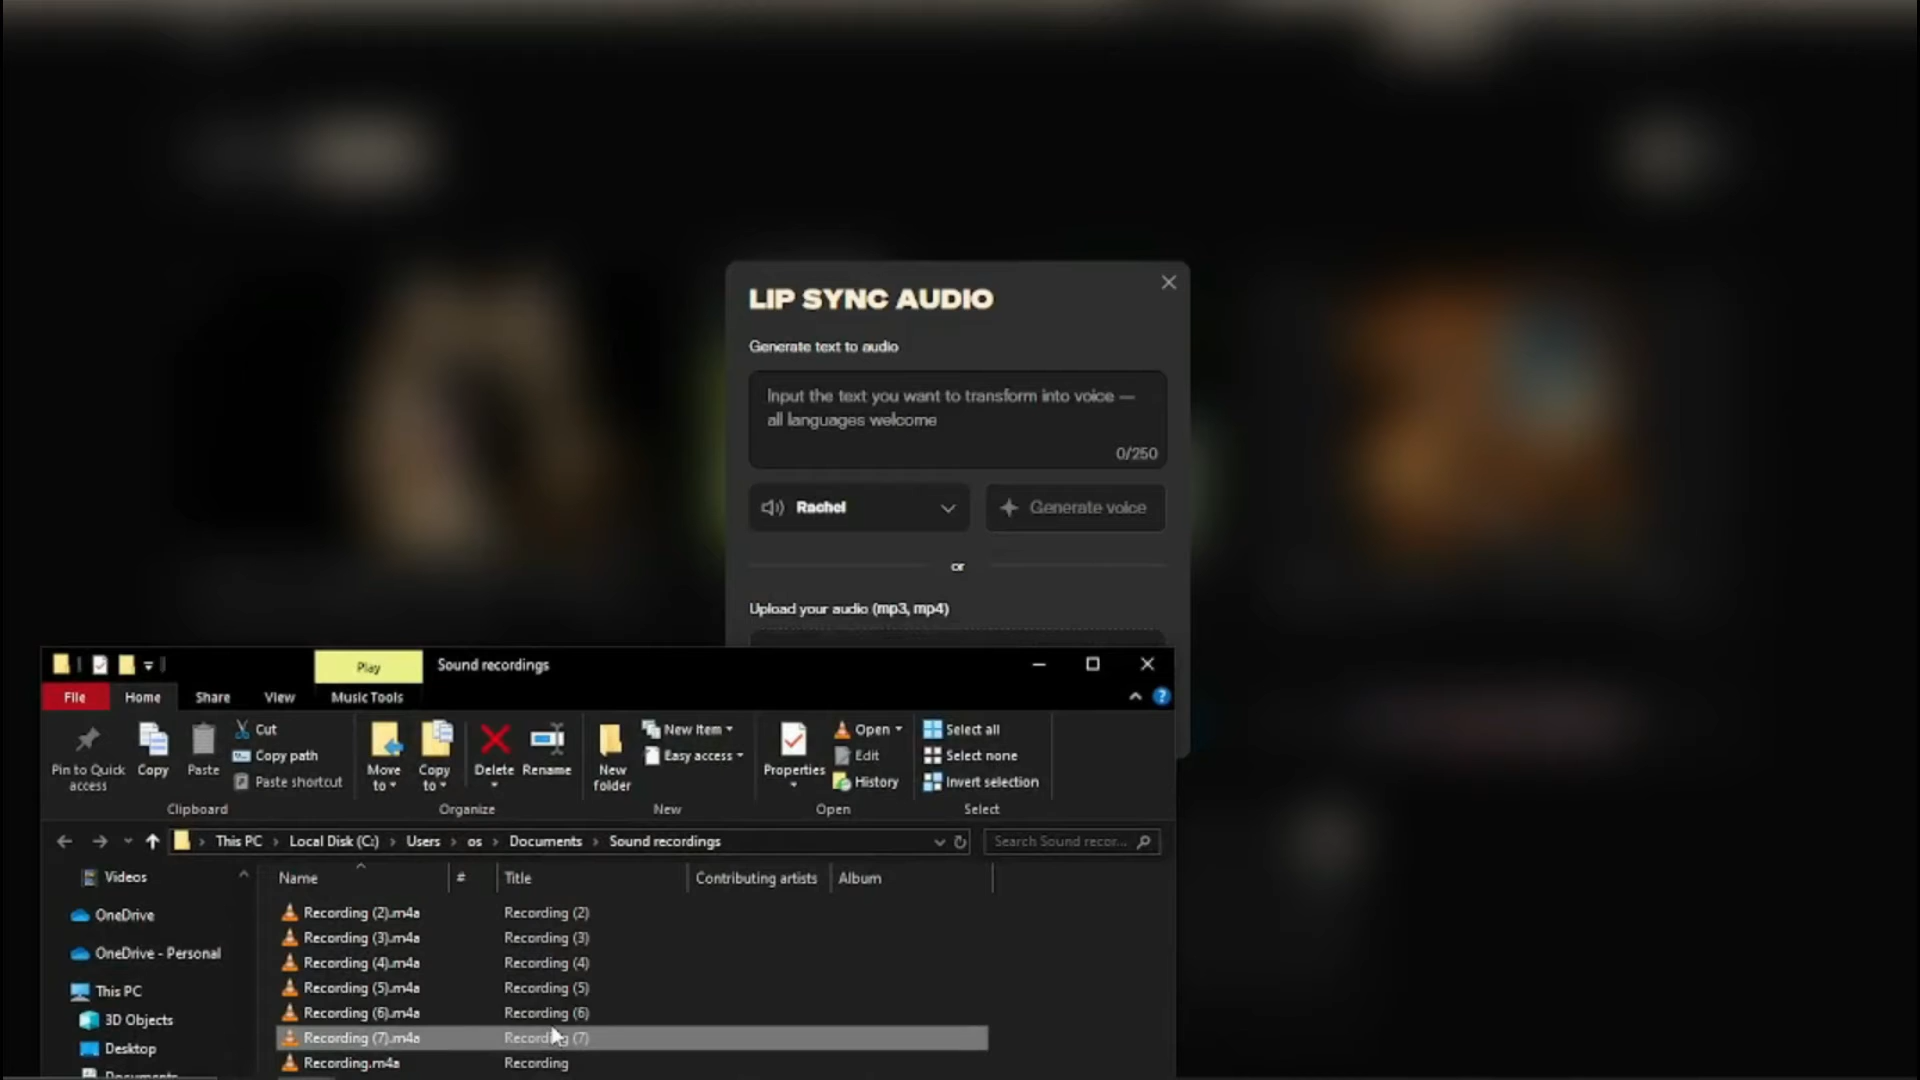 LIP SYNC AUDIO
Generate text to audio
Input the text you want to transform into voice —
all languages welcome
0/250
Rachel
Generate voice
or
Upload your audio (mp3, mp4)
Play
Sound recordings
File
Home
Share
View
Music Tools
Pin to Quick access
Copy
Paste
Cut
Copy path
Paste shortcut
Clipboard
Move to
Copy to
Delete
Rename
Organize
New folder
New item
Easy access
New
Properties
Open
Edit
History
Open
Select all
Select none
Invert selection
Select
This PC
Local Disk (C:)
Users
os
Documents
Sound recordings
Search Sound recor...
Name
#
Title
Contributing artists
Album
Videos
OneDrive
OneDrive - Personal
This PC
3D Objects
Desktop
Documents
Recording (2).m4a Recording (2)
Recording (3).m4a Recording (3)
Recording (4).m4a Recording (4)
Recording (5).m4a Recording (5)
Recording (6).m4a Recording (6)
Recording (7).m4a Recording (7)
Recording.m4a Recording